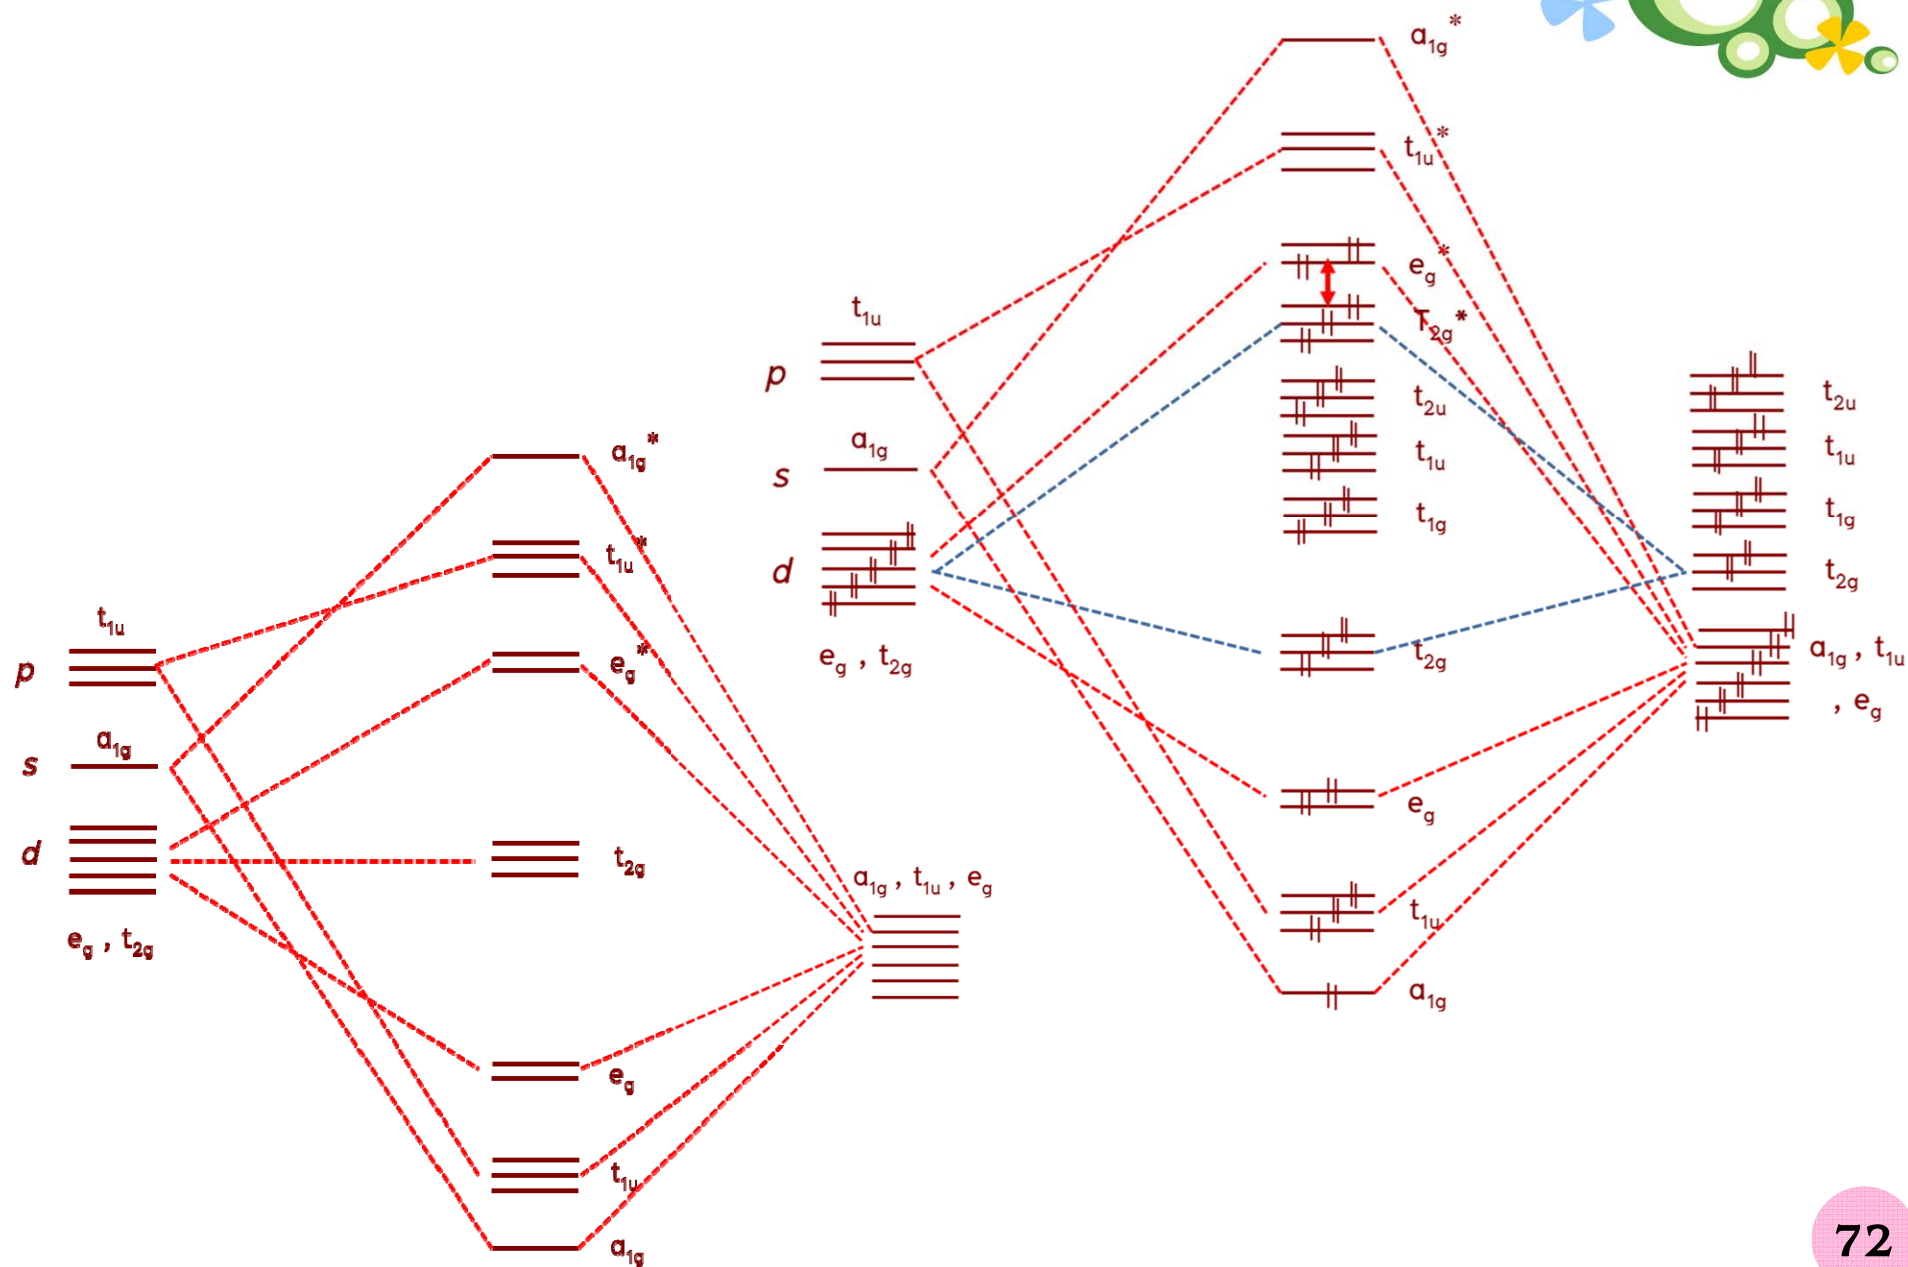 a1g*
t1u*
eg*
T2g*
t2u
t1u
t1g
t2g
eg
t1u
a1g
t1u
p
a1g
s
d
eg , t2g
t2u
t1u
t1g
t2g
a1g , t1u
, eg
a1g*
t1u*
eg*
t2g
eg
t1u
a1g
t1u
p
a1g
s
d
eg , t2g
a1g , t1u , eg
72